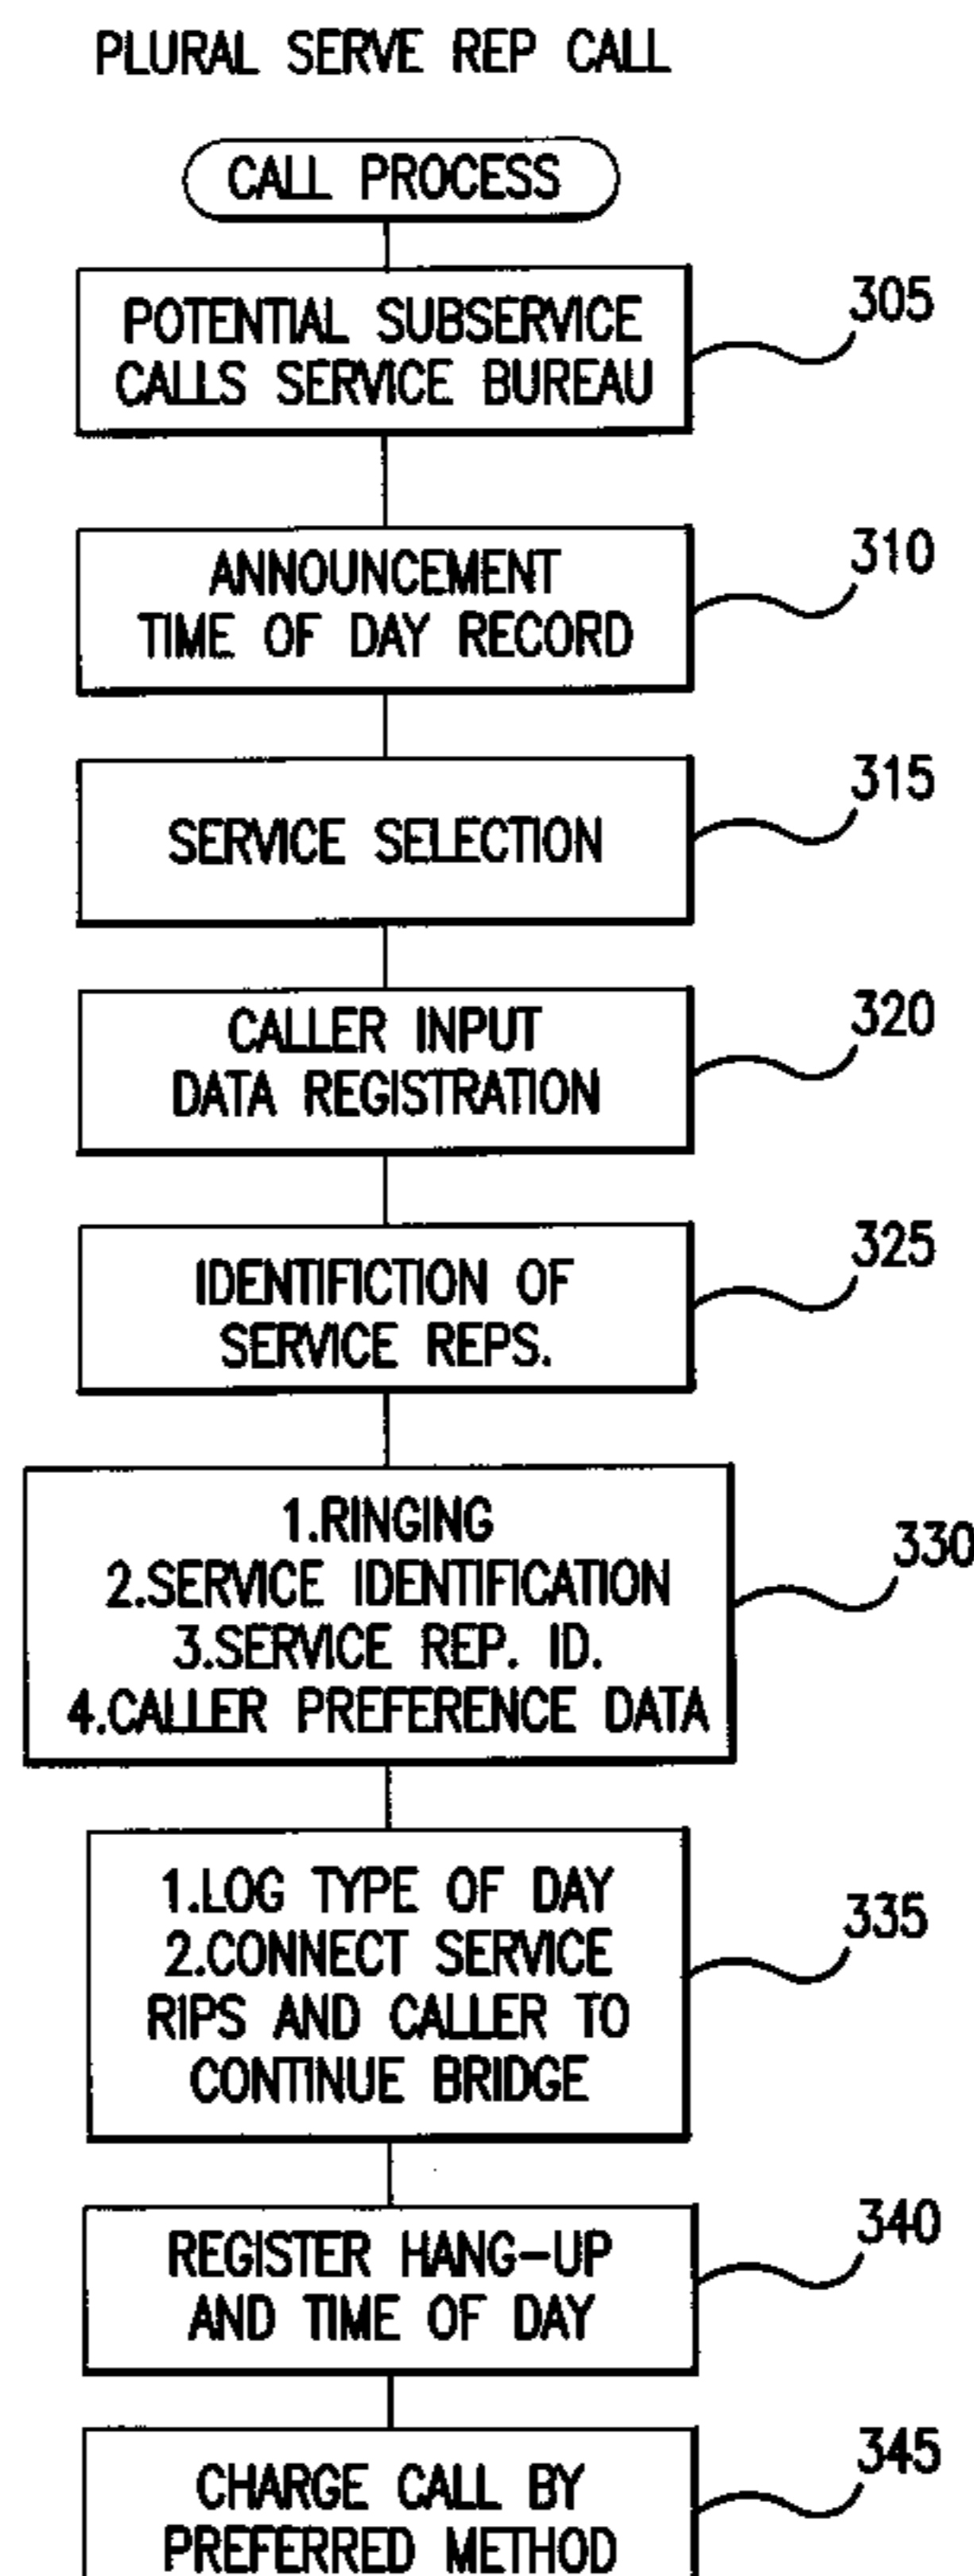 PLURAL SERVE REP CALL
CALL PROCESS
POTENTIAL SUBSERVICE
CALLS SERVICE BUREAU
305
ANNOUNCEMENT
TIME OF DAY RECORD
310
SERVICE SELECTION
315
CALLER INPUT
DATA REGISTRATION
320
IDENTIFICTION OF
SERVICE REPS.
325
1.RINGING
2.SERVICE IDENTIFICATION
3.SERVICE REP. ID.
4.CALLER PREFERENCE DATA
330
1.LOG TYPE OF DAY
2.CONNECT SERVICE
RIPS AND CALLER TO
CONTINUE BRIDGE
335
REGISTER HANG-UP
AND TIME OF DAY
340
CHARGE CALL BY
PREFERRED METHOD
345